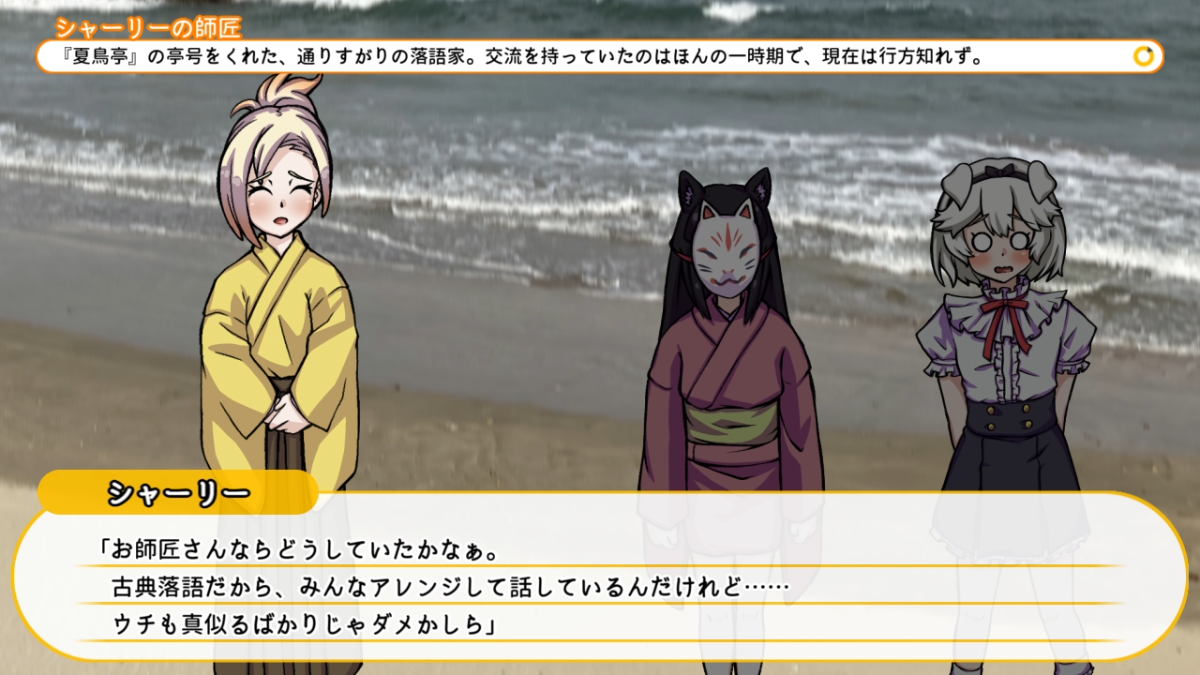 シャーリーの師匠
『夏鳥亭』の亭号をくれた、通りすがりの落語家。交流を持っていたのはほんの一時期で、現在は行方知れず。
シャーリー
「お師匠さんならどうしていたかなぁ。
古典落語だから、みんなアレンジして話しているんだけれど……
ウチも真似るばかりじゃダメかしら」